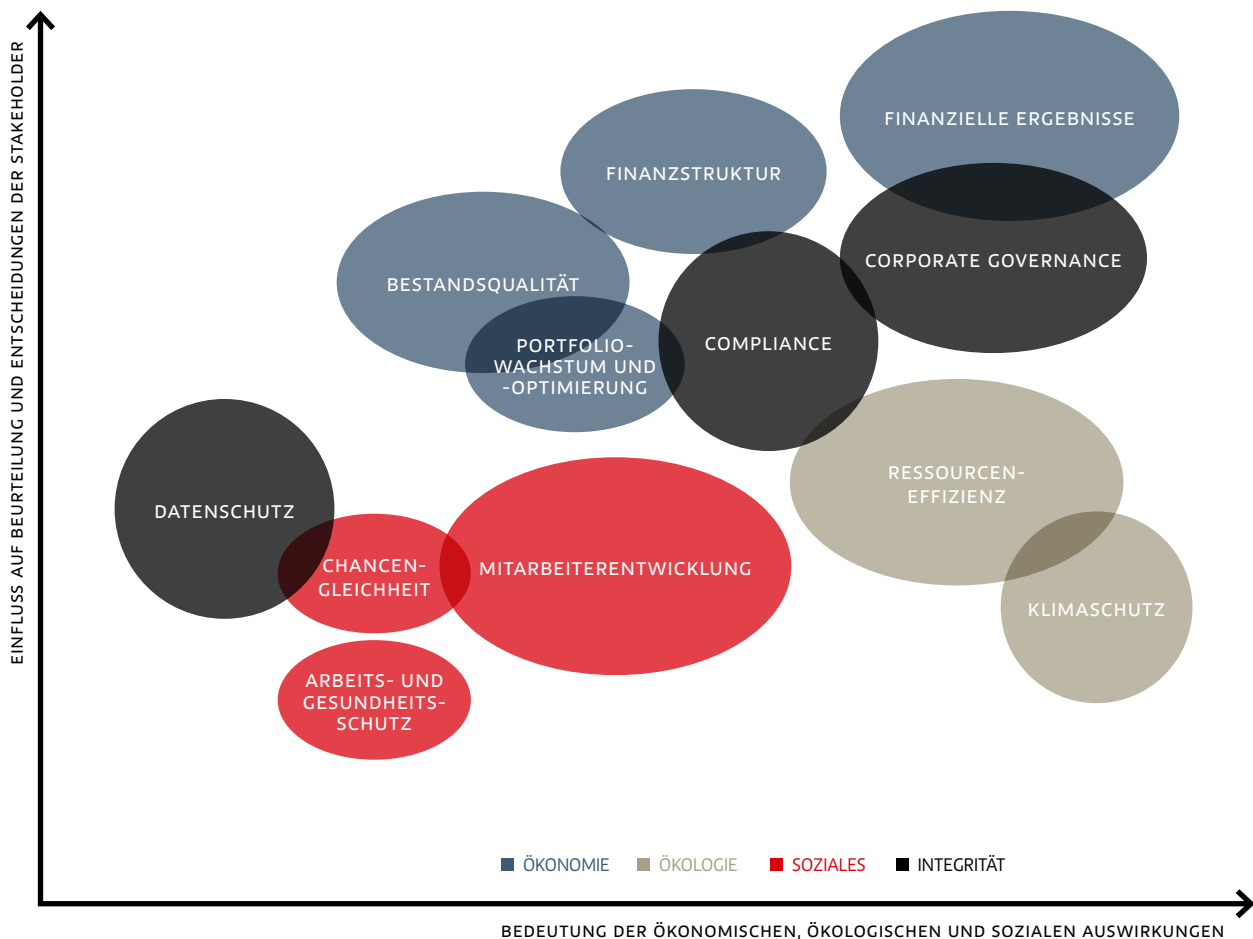 EINFLUSS AUF BEURTEILUNG UND ENTSCHEIDUNGEN DER STAKEHOLDER
FINANZIELLE ERGEBNISSE
FINANZSTRUKTUR
CORPORATE GOVERNANCE
BESTANDSQUALITÄT
COMPLIANCE
PORTFOLIO-
WACHSTUM UND
-OPTIMIERUNG
RESSOURCEN-
EFFIZIENZ
DATENSCHUTZ
CHANCEN-
GLEICHHEIT
MITARBEITERENTWICKLUNG
KLIMASCHUTZ
ARBEITS- UND
GESUNDHEITS-
SCHUTZ
ÖKONOMIE
ÖKOLOGIE
SOZIALES
INTEGRITÄT
BEDEUTUNG DER ÖKONOMISCHEN, ÖKOLOGISCHEN UND SOZIALEN AUSWIRKUNGEN